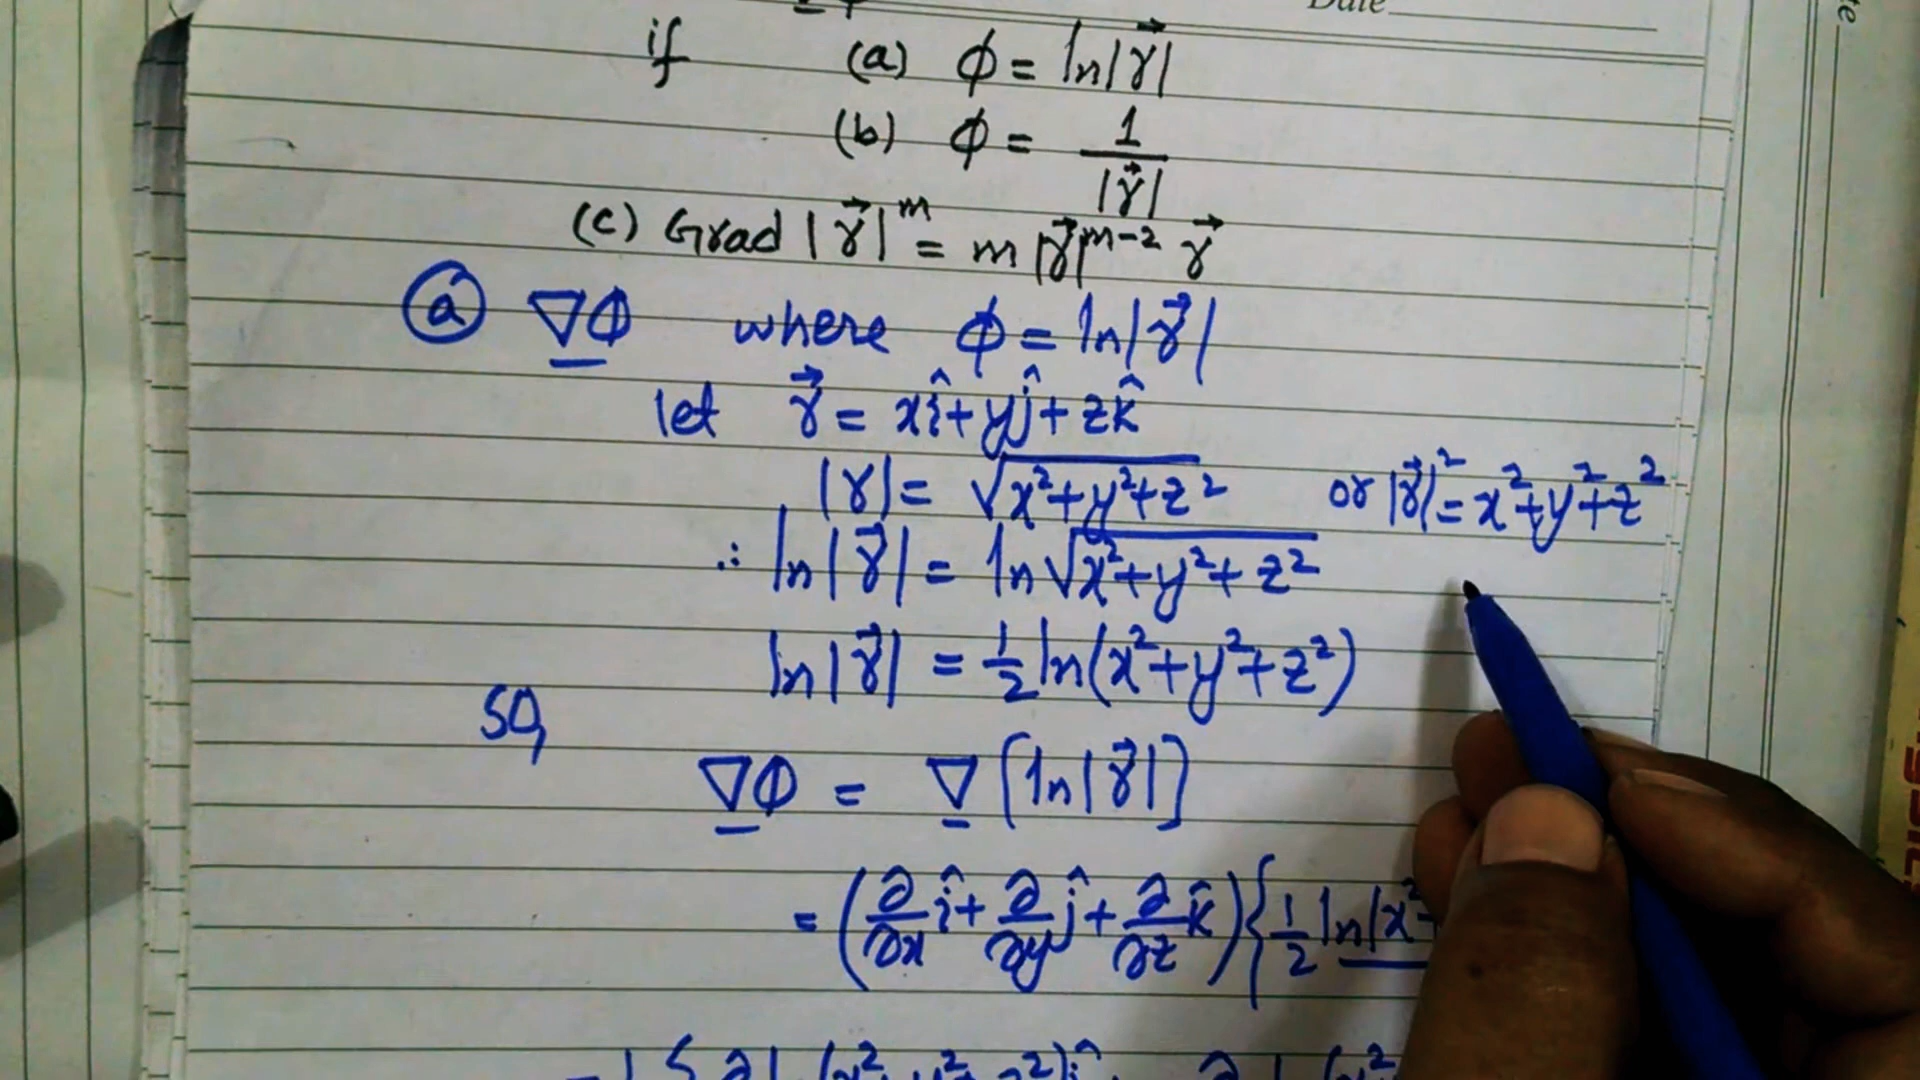 Date
if (a) ϕ = ln|r⃗|
(b) ϕ = 1/|r⃗|
(c) Grad |r⃗|^m = m|r⃗|^(m-2) r⃗
(a) ∇ϕ where ϕ = ln|r⃗|
let r⃗ = xî + yĵ + zk̂
|r| = √(x²+y²+z²) or |r⃗|² = x²+y²+z²
∴ ln|r⃗| = ln√(x²+y²+z²)
ln|r⃗| = 1/2 ln(x²+y²+z²)
So,
∇ϕ = ∇[ln|r⃗|]
= (∂/∂x î + ∂/∂y ĵ + ∂/∂z k̂){1/2 ln(x²+